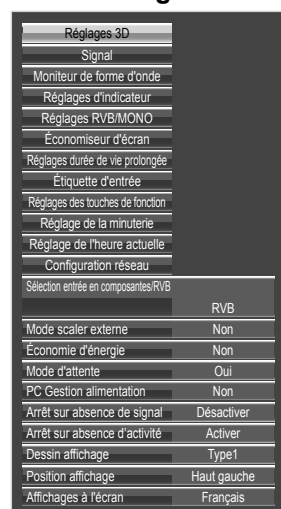 Réglages 3D
Signal
Moniteur de forme d'onde
Réglages d'indicateur
Réglages RVB/MONO
Économiseur d'écran
Réglages durée de vie prolongée
Étiquette d'entrée
Réglages des touches de fonction
Réglage de la minuterie
Réglage de l'heure actuelle
Configuration réseau
Sélection entrée en composantes/RVB
RVB
Mode scaler externe Non
Économie d'énergie Non
Mode d'attente Oui
PC Gestion alimentation Non
Arrêt sur absence de signal Désactiver
Arrêt sur absence d'activité Activer
Dessin affichage Type1
Position affichage Haut gauche
Affichages à l'écran Français